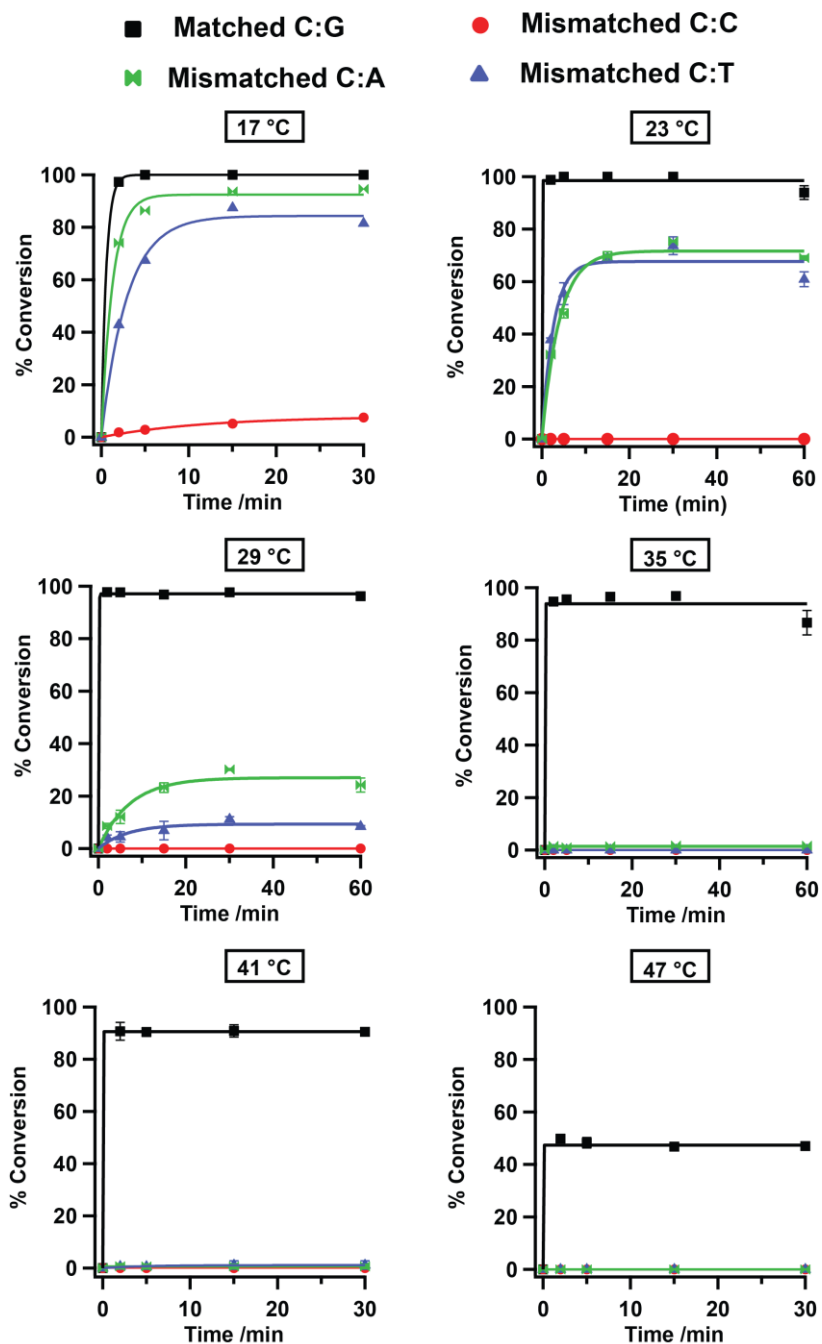 Matched C:G
Mismatched C:C
Mismatched C:A
Mismatched C:T
17 °C
% Conversion
100
80
60
40
20
0
0 10 20 30
Time /min
23 °C
% Conversion
100
80
60
40
20
0
0 20 40 60
Time (min)
29 °C
% Conversion
100
80
60
40
20
0
0 20 40 60
Time /min
35 °C
% Conversion
100
80
60
40
20
0
0 20 40 60
Time /min
41 °C
% Conversion
100
80
60
40
20
0
0 10 20 30
Time /min
47 °C
% Conversion
100
80
60
40
20
0
0 10 20 30
Time /min